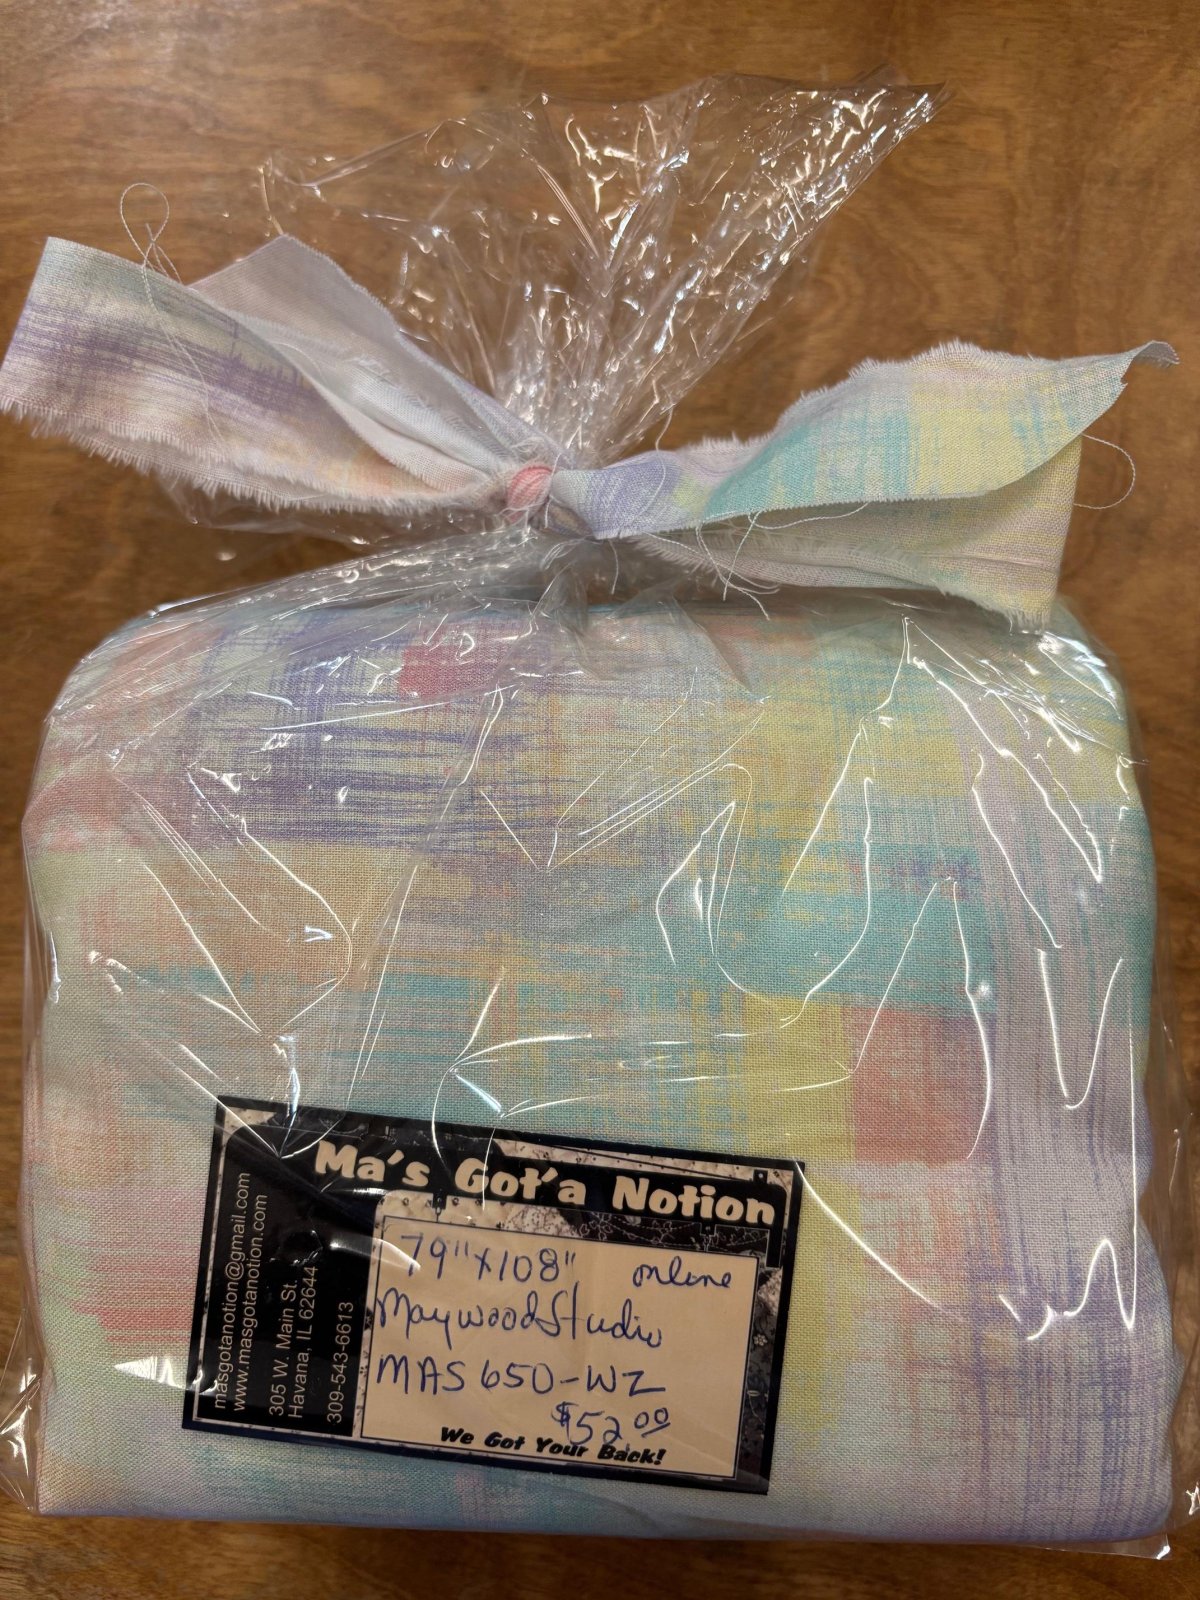 Ma's Got'a Notion
masgotanotion@gmail.com
www.masgotanotion.com
305 W. Main St.
Havana, IL 62644
309-543-6613
79" x 108" online
Maywood Studio
MAS 650-WZ
$52.00
We Got Your Back!